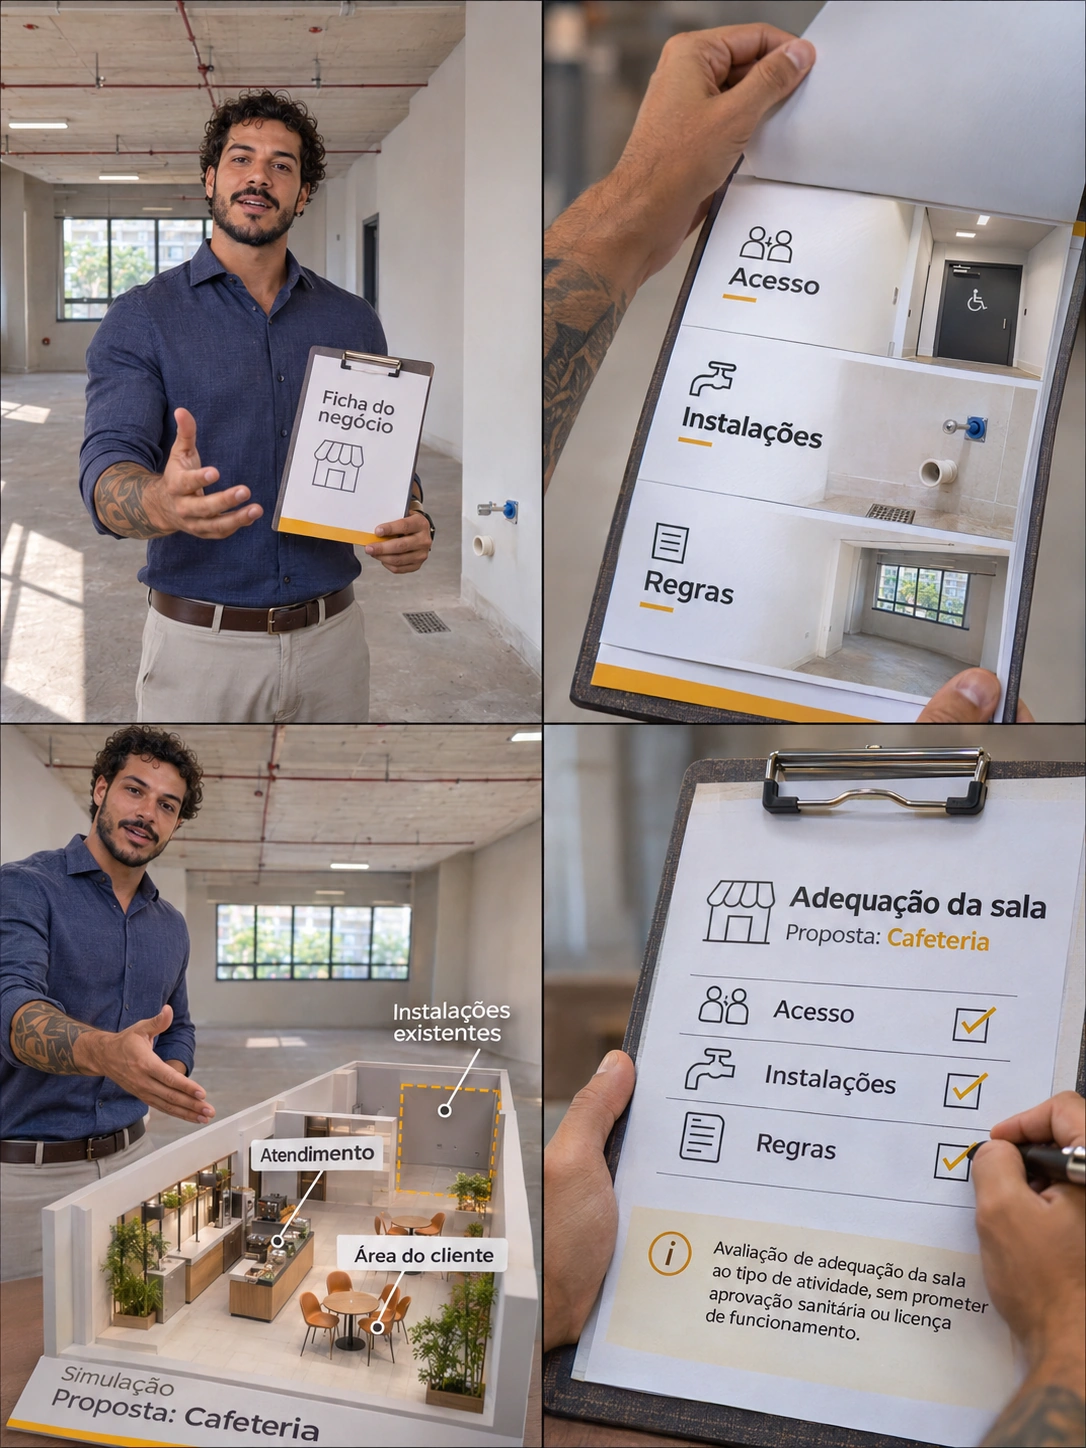 Ficha do
negócio
Acesso
Instalações
Regras
Instalações
existentes
Atendimento
Área do cliente
Simulação
Proposta: Cafeteria
Adequação da sala
Proposta: Cafeteria
Acesso
Instalações
Regras
i
Avaliação de adequação da sala
ao tipo de atividade, sem prometer
aprovação sanitária ou licença
de funcionamento.